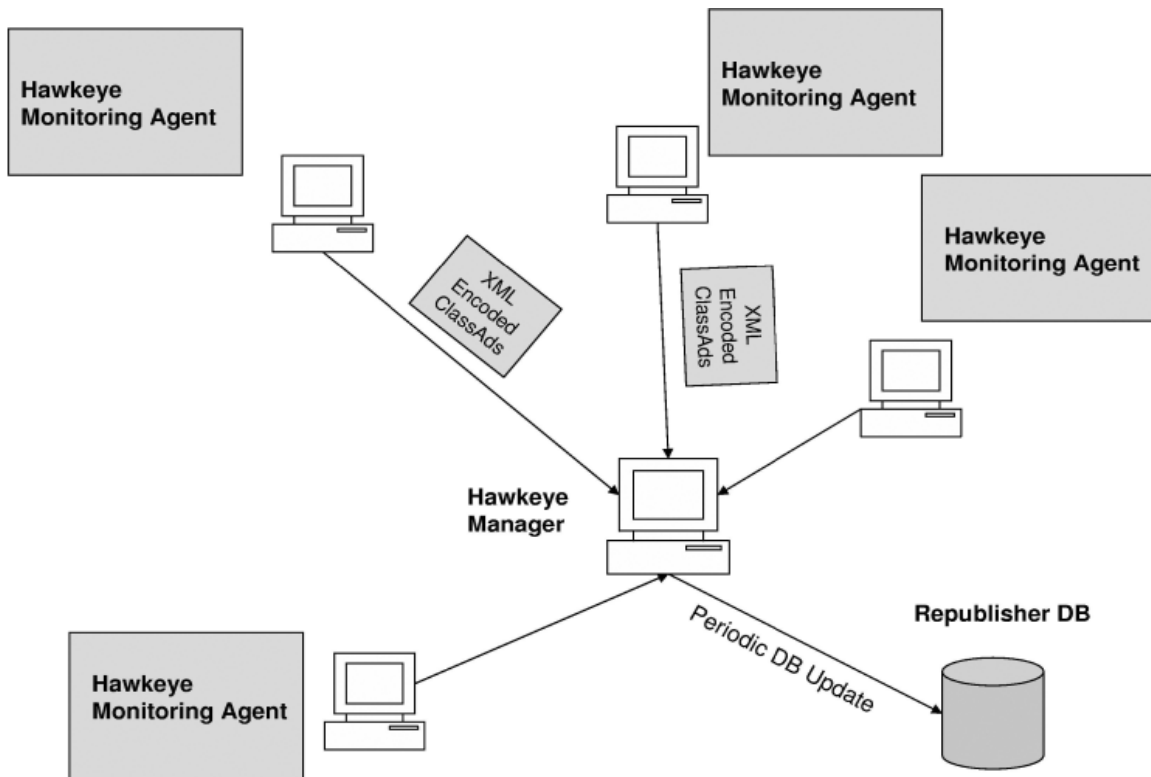 Hawkeye
Monitoring Agent
Hawkeye
Monitoring Agent
Hawkeye
Monitoring Agent
XML
Encoded
ClassAds
XML
Encoded
ClassAds
Hawkeye
Manager
Periodic DB Update
Republisher DB
Hawkeye
Monitoring Agent